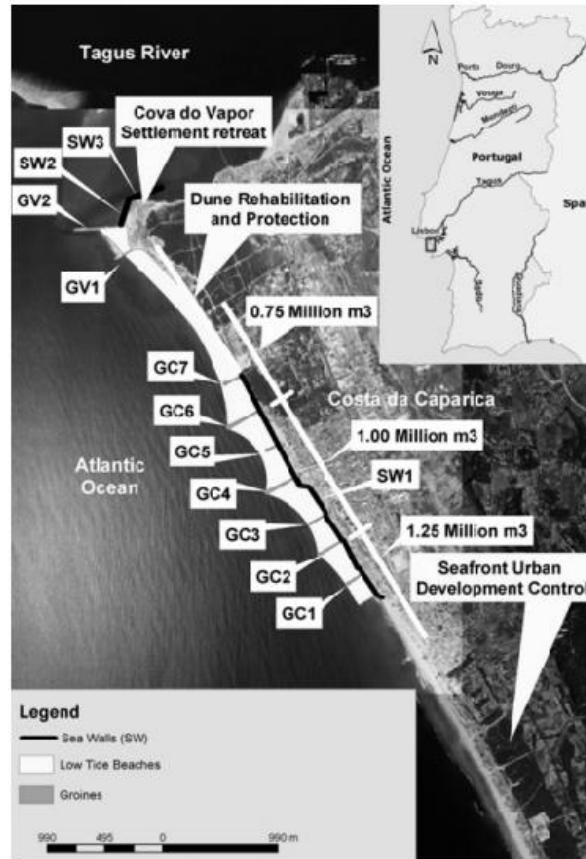 Tagus River
Cova do Vapor
Settlement retreat
SW3
SW2
GV2
Dune Rehabilitation
and Protection
GV1
0.75 Million m3
GC7
Costa da Caparica
GC6
1.00 Million m3
GC5
Atlantic
Ocean
SW1
GC4
1.25 Million m3
GC3
Seafront Urban
Development Control
GC2
GC1
N
Porto
Douro
Vouga
Mondego
Portugal
Atlantic Ocean
Tagus
Spa
Lisbon
Sado
Guadiana
Legend
Sea Walls (SW)
Low Tice Beaches
Groines
990 495 0 990 m